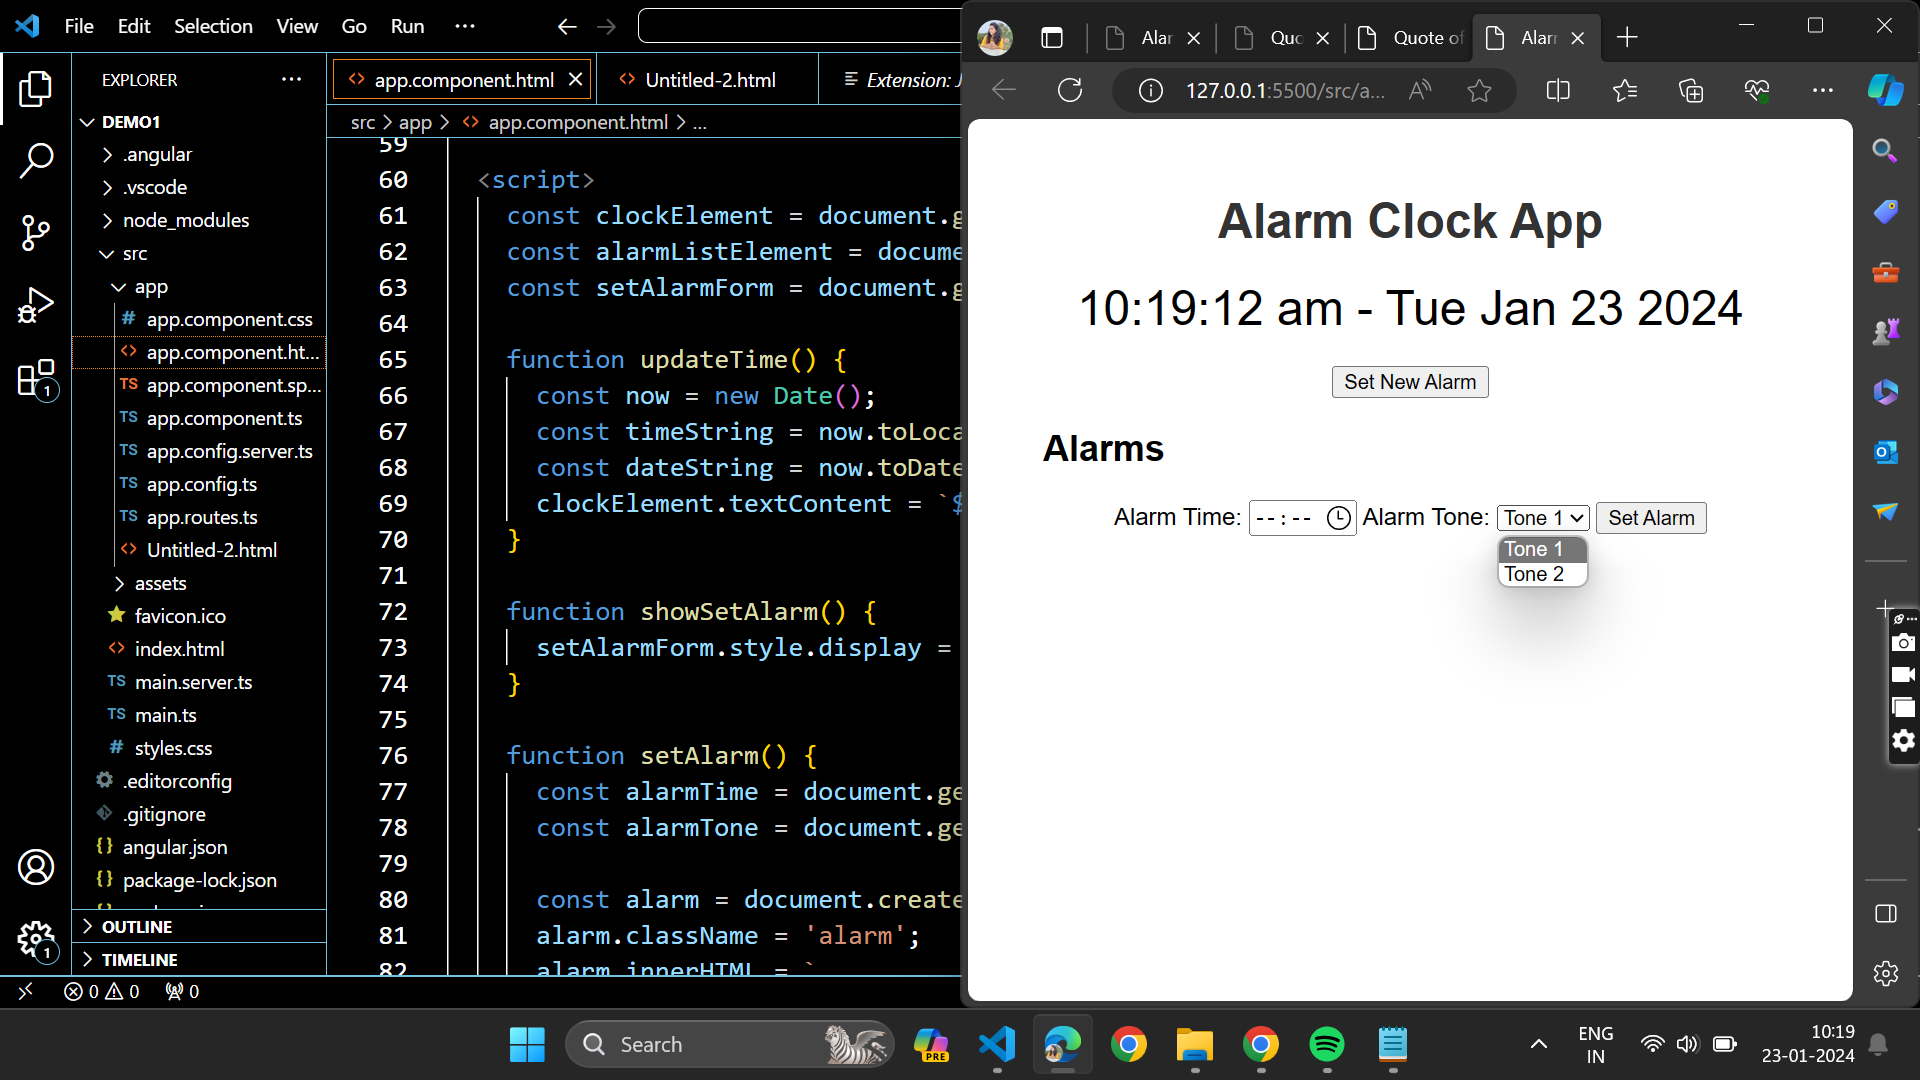 File Edit Selection View Go Run ...
EXPLORER
DEMO1
.angular
.vscode
node_modules
src
app
# app.component.css
<> app.component.ht...
TS app.component.sp...
TS app.component.ts
TS app.config.server.ts
TS app.config.ts
TS app.routes.ts
<> Untitled-2.html
assets
favicon.ico
<> index.html
TS main.server.ts
TS main.ts
# styles.css
.editorconfig
.gitignore
{} angular.json
{} package-lock.json
OUTLINE
TIMELINE
1
1
0 0 0
<> app.component.html
<> Untitled-2.html
Extension: J
src > app > <> app.component.html > ...
59
60 <script>
61 const clockElement = document.g
62 const alarmListElement = docume
63 const setAlarmForm = document.g
64
65 function updateTime() {
66 const now = new Date();
67 const timeString = now.toLoca
68 const dateString = now.toDate
69 clockElement.textContent = `$
70 }
71
72 function showSetAlarm() {
73 setAlarmForm.style.display =
74 }
75
76 function setAlarm() {
77 const alarmTime = document.ge
78 const alarmTone = document.ge
79
80 const alarm = document.create
81 alarm.className = 'alarm';
82 alarm.innerHTML = `
Alar
Quo
Quote of
Alarr
127.0.0.1:5500/src/a...
Alarm Clock App
10:19:12 am - Tue Jan 23 2024
Set New Alarm
Alarms
Alarm Time: --:-- Alarm Tone: Tone 1 Set Alarm
Tone 1
Tone 2
Search
PRE
ENG
IN
10:19
23-01-2024